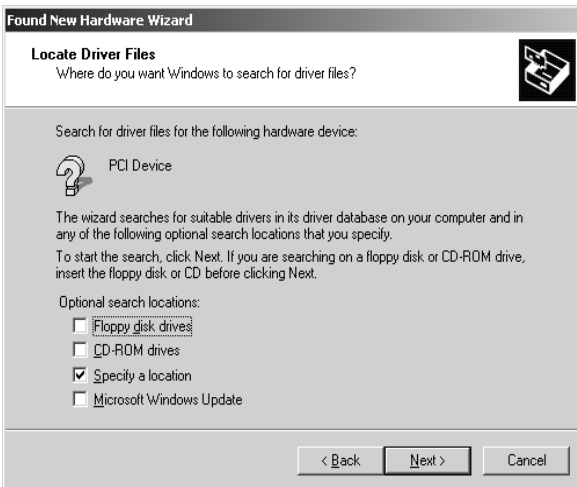 Found New Hardware Wizard
Locate Driver Files
Where do you want Windows to search for driver files?
Search for driver files for the following hardware device:
PCI Device
The wizard searches for suitable drivers in its driver database on your computer and in
any of the following optional search locations that you specify.
To start the search, click Next. If you are searching on a floppy disk or CD-ROM drive,
insert the floppy disk or CD before clicking Next.
Optional search locations:
Floppy disk drives
CD-ROM drives
Specify a location
Microsoft Windows Update
< Back
Next >
Cancel